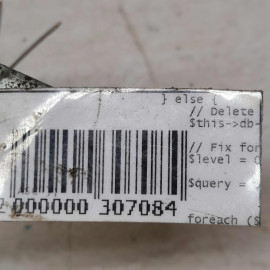 } else {
// Delete
$this->db-
// Fix for
$level = 0
$query =
000000 307084
foreach ($